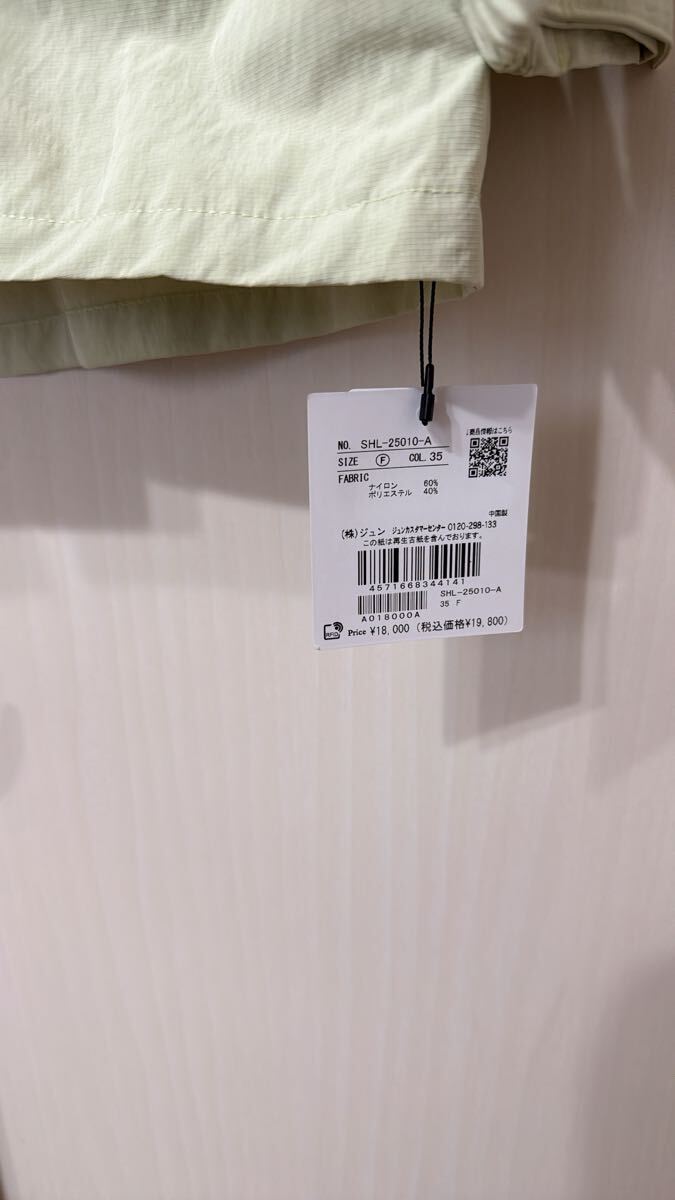 ↓商品情報はこちら
NO. SHL-25010-A
SIZE Ⓕ COL. 35
FABRIC
ナイロン 60%
ポリエステル 40%
中国製
(株)ジュン ジュンカスタマーセンター 0120-298-133
この紙は再生古紙を含んでおります。
4571668344141
SHL-25010-A
35 F
A018000A
RFID Price ¥18,000 (税込価格¥19,800)